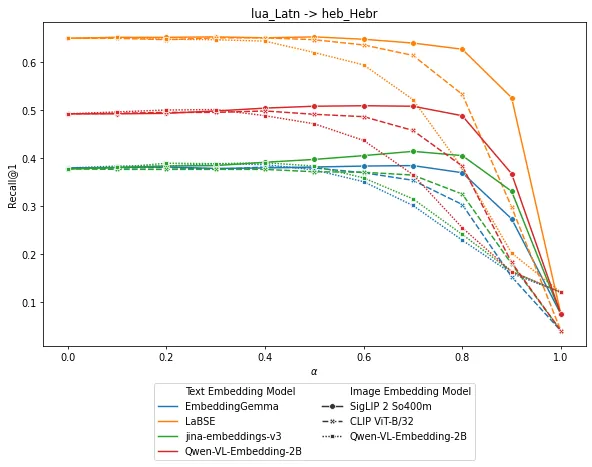 lua_Latn -> heb_Hebr
Recall@1
0.6
0.5
0.4
0.3
0.2
0.1
0.0 0.2 0.4 0.6 0.8 1.0
α
Text Embedding Model Image Embedding Model
EmbeddingGemma SigLIP 2 So400m
LaBSE CLIP ViT-B/32
jina-embeddings-v3 Qwen-VL-Embedding-2B
Qwen-VL-Embedding-2B